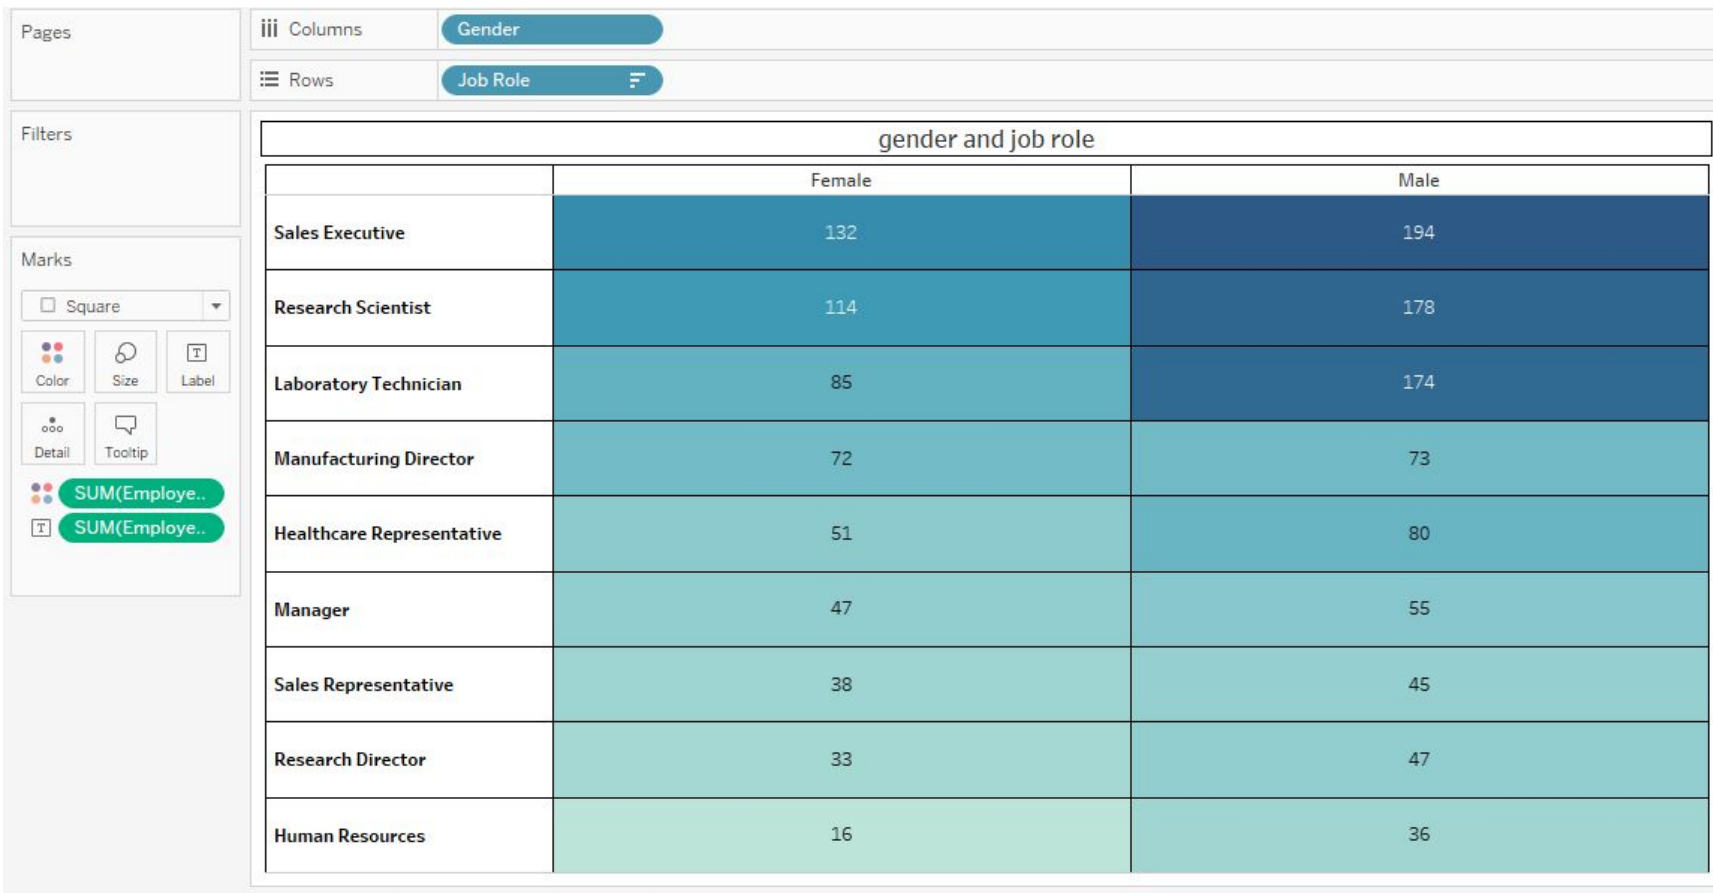 Pages
Columns Gender
Rows Job Role
Filters
gender and job role
Female Male
Sales Executive 132 194
Marks
Square
Research Scientist 114 178
Color Size Label
Laboratory Technician 85 174
Detail Tooltip
Manufacturing Director 72 73
SUM(Employe..
SUM(Employe..
Healthcare Representative 51 80
Manager 47 55
Sales Representative 38 45
Research Director 33 47
Human Resources 16 36